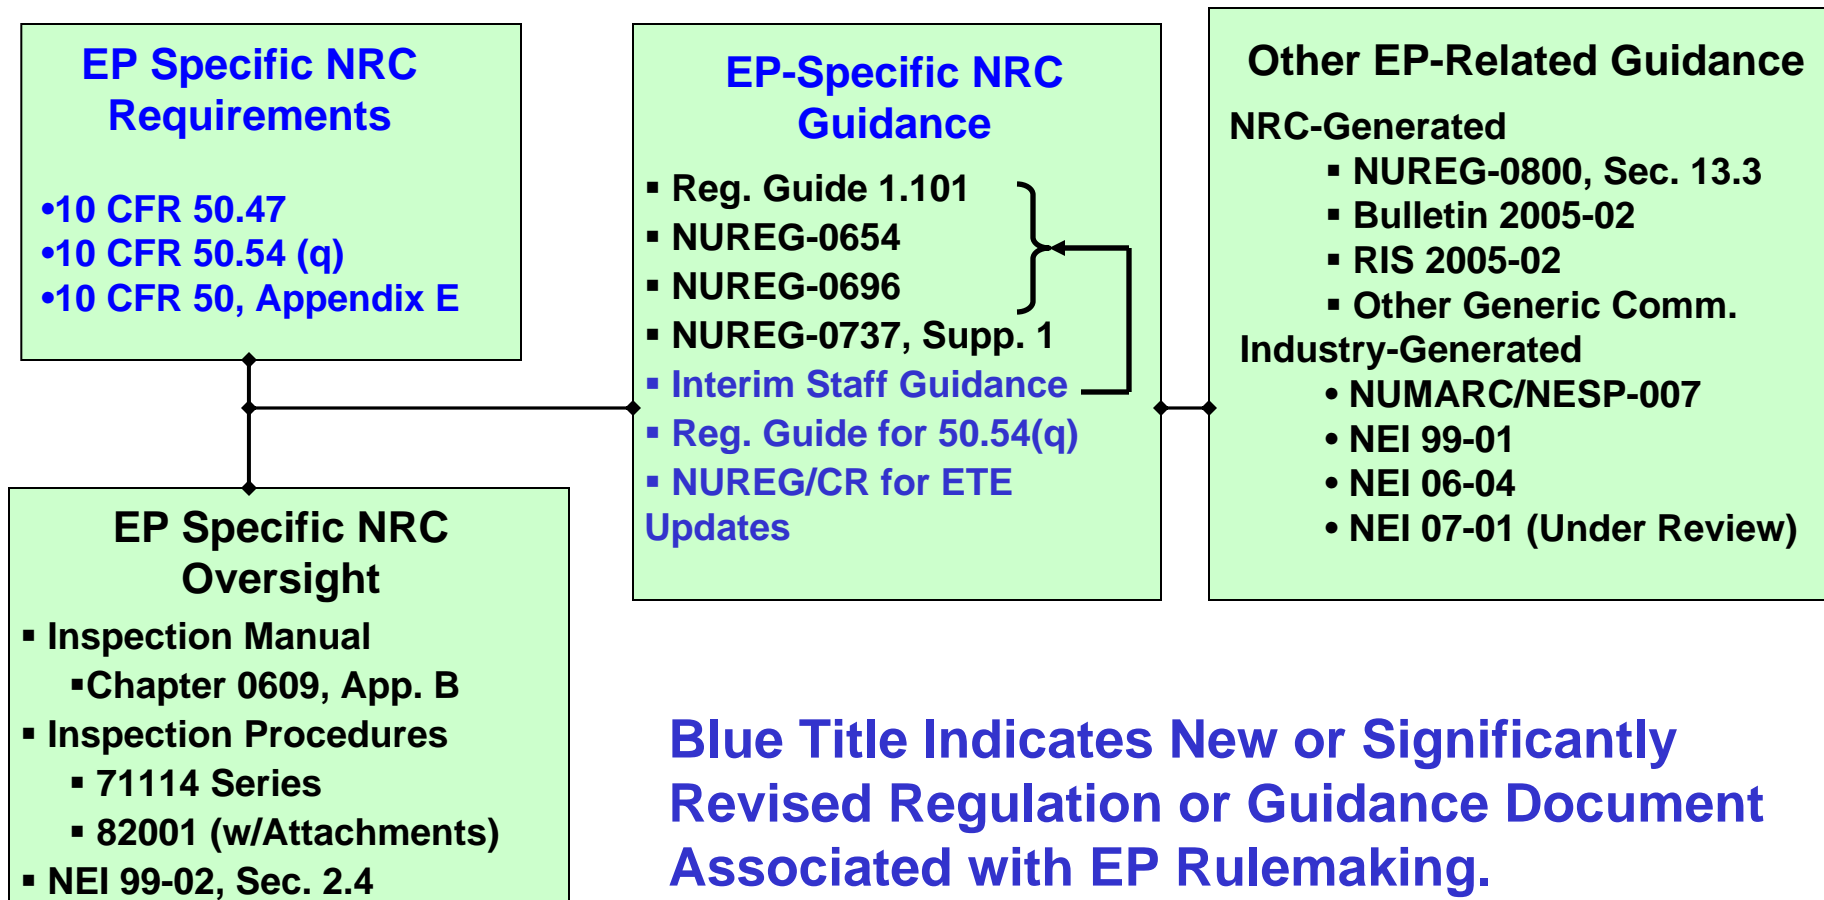 EP Specific NRC
Requirements
•10 CFR 50.47
•10 CFR 50.54 (q)
•10 CFR 50, Appendix E
EP-Specific NRC
Guidance
▪ Reg. Guide 1.101
▪ NUREG-0654
▪ NUREG-0696
▪ NUREG-0737, Supp. 1
▪ Interim Staff Guidance
▪ Reg. Guide for 50.54(q)
▪ NUREG/CR for ETE
Updates
Other EP-Related Guidance
NRC-Generated
▪ NUREG-0800, Sec. 13.3
▪ Bulletin 2005-02
▪ RIS 2005-02
▪ Other Generic Comm.
Industry-Generated
• NUMARC/NESP-007
• NEI 99-01
• NEI 06-04
• NEI 07-01 (Under Review)
EP Specific NRC
Oversight
▪ Inspection Manual
▪Chapter 0609, App. B
▪ Inspection Procedures
▪ 71114 Series
▪ 82001 (w/Attachments)
▪ NEI 99-02, Sec. 2.4
Blue Title Indicates New or Significantly
Revised Regulation or Guidance Document
Associated with EP Rulemaking.